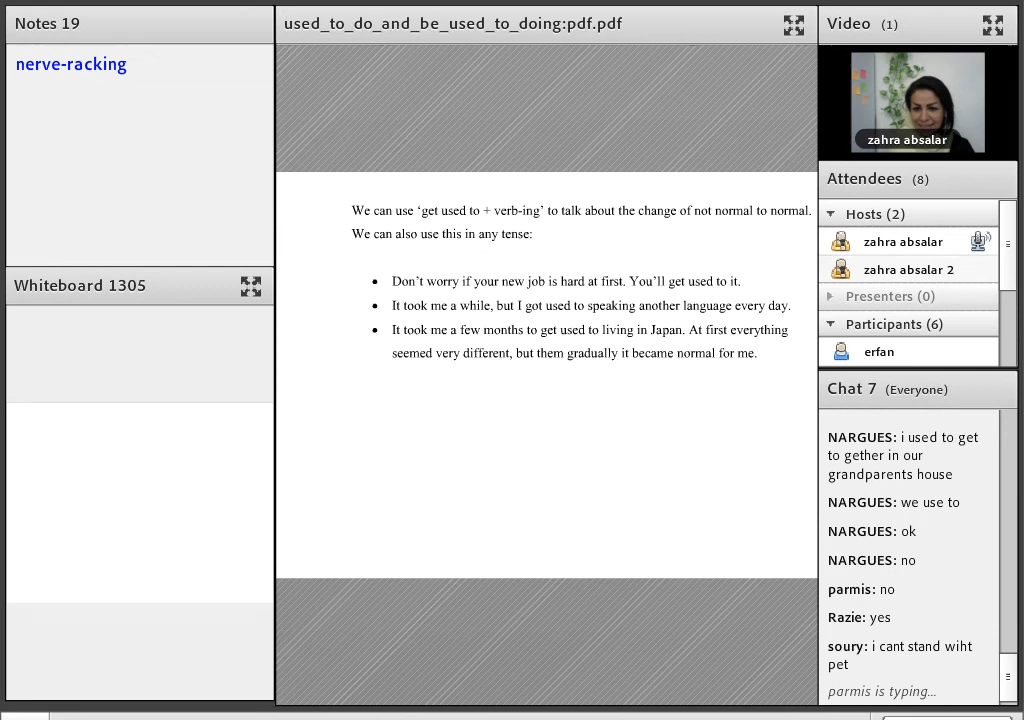 Notes 19
nerve-racking
Whiteboard 1305
used_to_do_and_be_used_to_doing:pdf.pdf
We can use ‘get used to + verb-ing’ to talk about the change of not normal to normal.
We can also use this in any tense:
• Don’t worry if your new job is hard at first. You’ll get used to it.
• It took me a while, but I got used to speaking another language every day.
• It took me a few months to get used to living in Japan. At first everything
seemed very different, but them gradually it became normal for me.
Video (1)
zahra absalar
Attendees (8)
Hosts (2)
zahra absalar
zahra absalar 2
Presenters (0)
Participants (6)
erfan
Chat 7 (Everyone)
NARGUES: i used to get
to gether in our
grandparents house
NARGUES: we use to
NARGUES: ok
NARGUES: no
parmis: no
Razie: yes
soury: i cant stand wiht
pet
parmis is typing...